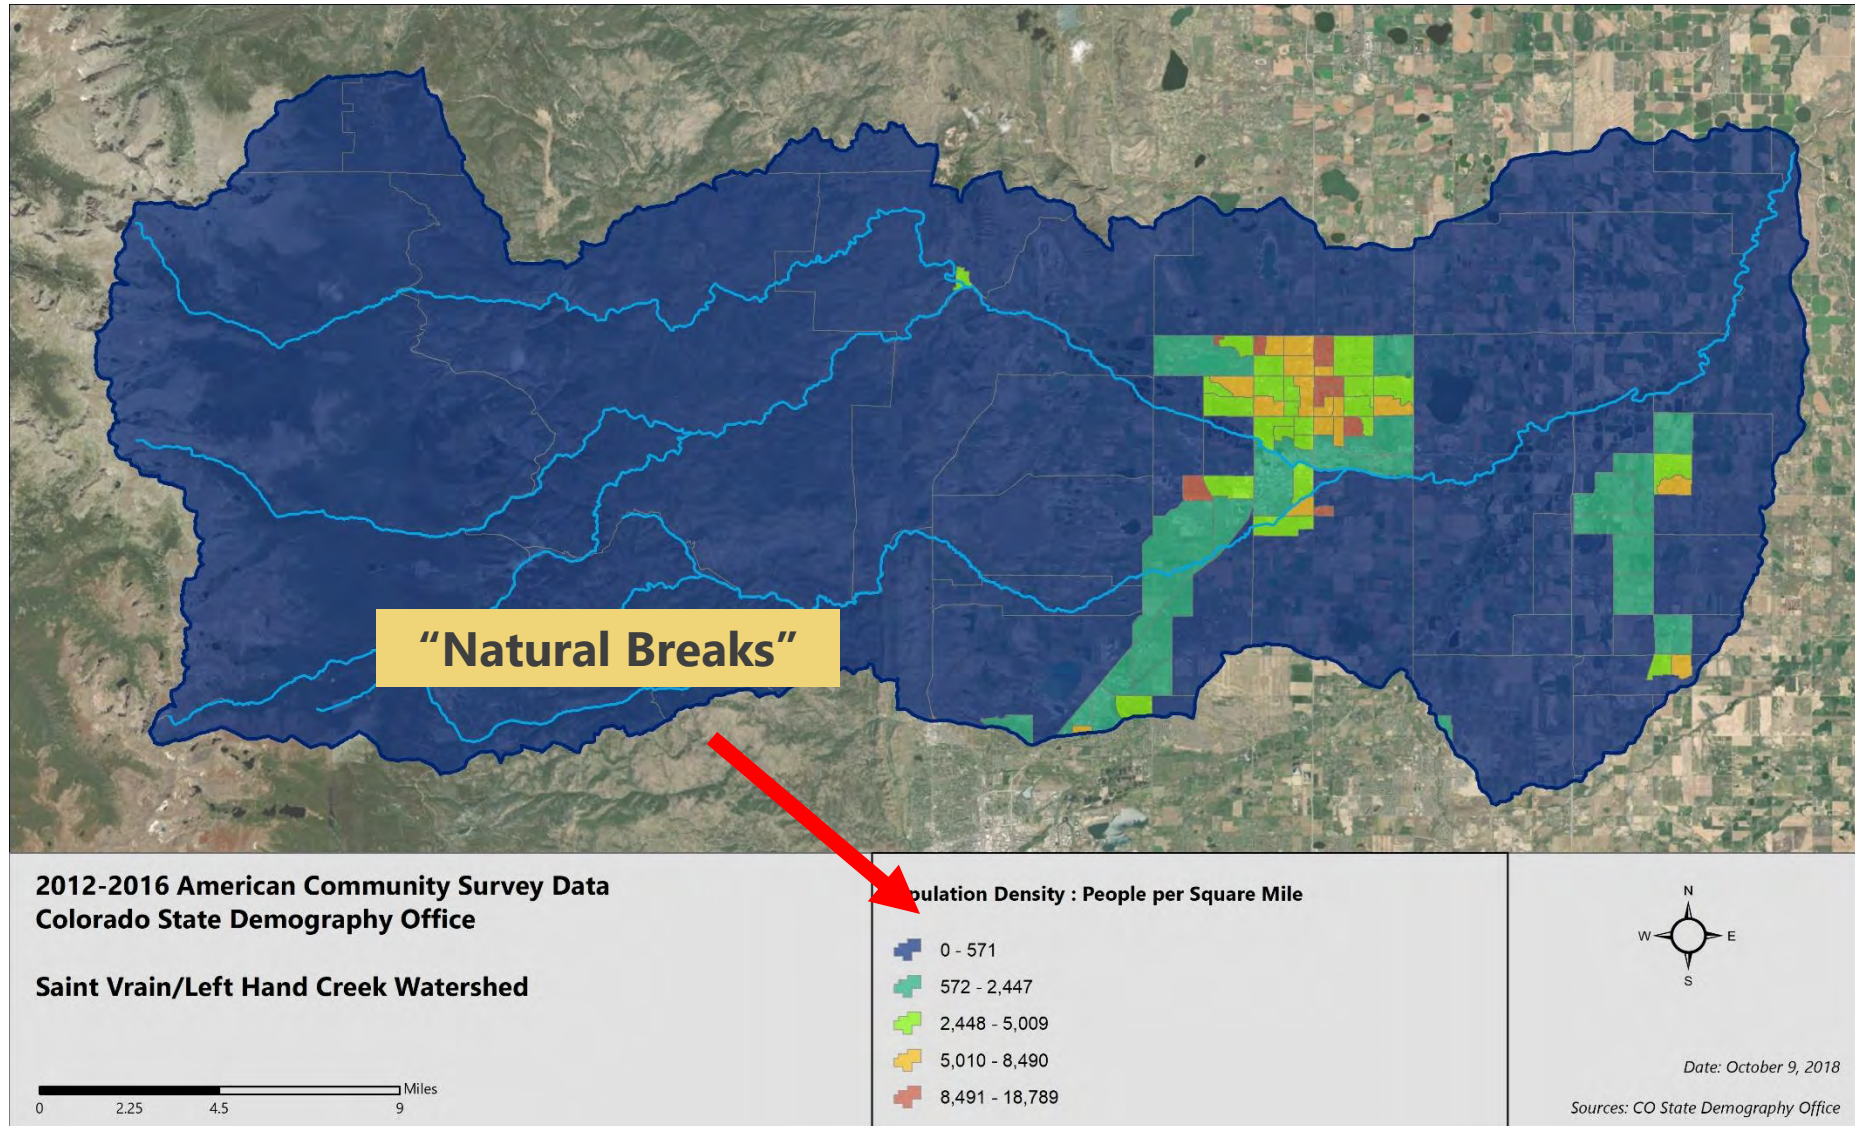 “Natural Breaks”
2012-2016 American Community Survey Data
Colorado State Demography Office
Saint Vrain/Left Hand Creek Watershed
Miles
0 2.25 4.5 9
pulation Density : People per Square Mile
0 - 571
572 - 2,447
2,448 - 5,009
5,010 - 8,490
8,491 - 18,789
N
W E
S
Date: October 9, 2018
Sources: CO State Demography Office